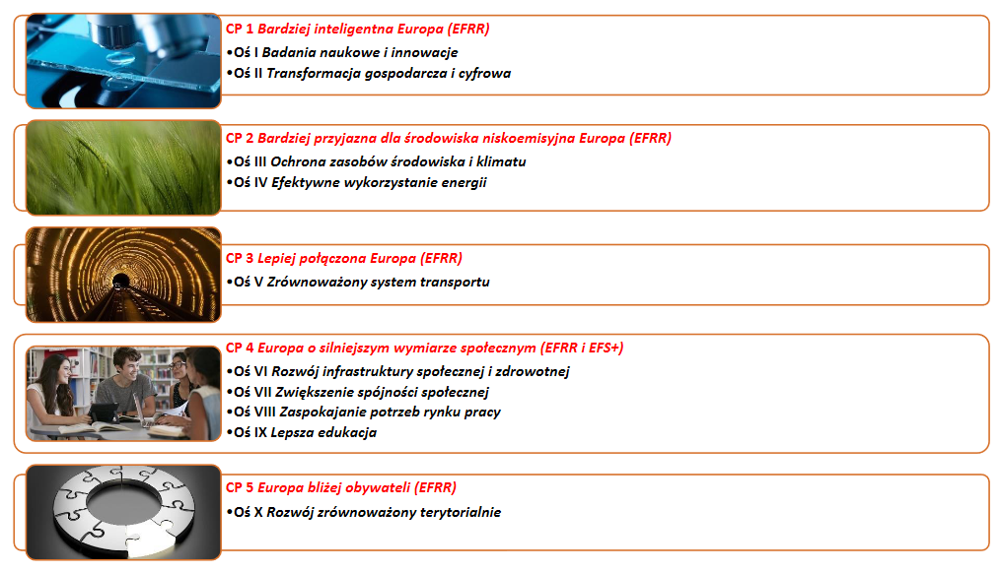 CP 1 Bardziej inteligentna Europa (EFRR)
•Oś I Badania naukowe i innowacje
•Oś II Transformacja gospodarcza i cyfrowa
CP 2 Bardziej przyjazna dla środowiska niskoemisyjna Europa (EFRR)
•Oś III Ochrona zasobów środowiska i klimatu
•Oś IV Efektywne wykorzystanie energii
CP 3 Lepiej połączona Europa (EFRR)
•Oś V Zrównoważony system transportu
CP 4 Europa o silniejszym wymiarze społecznym (EFRR i EFS+)
•Oś VI Rozwój infrastruktury społecznej i zdrowotnej
•Oś VII Zwiększenie spójności społecznej
•Oś VIII Zaspokajanie potrzeb rynku pracy
•Oś IX Lepsza edukacja
CP 5 Europa bliżej obywateli (EFRR)
•Oś X Rozwój zrównoważony terytorialnie